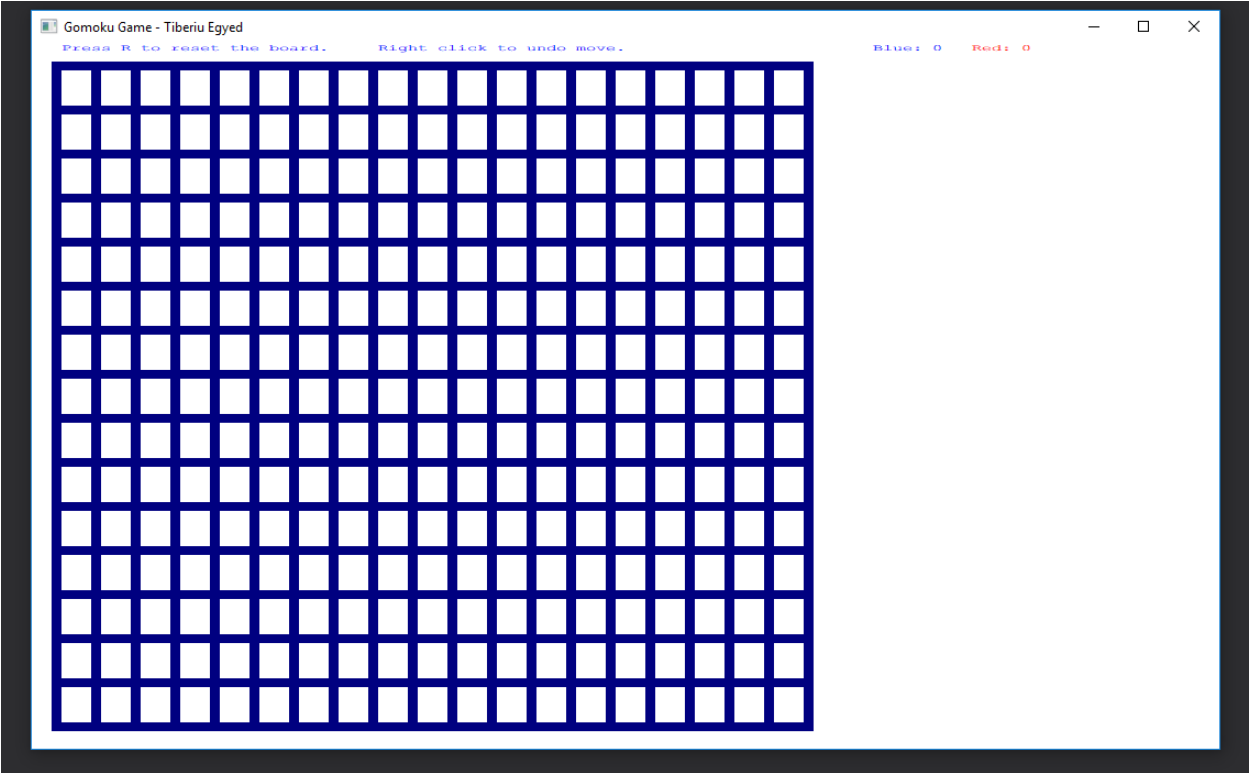 Gomoku Game - Tiberiu Egyed
Press R to reset the board. Right click to undo move. Blue: 0 Red: 0